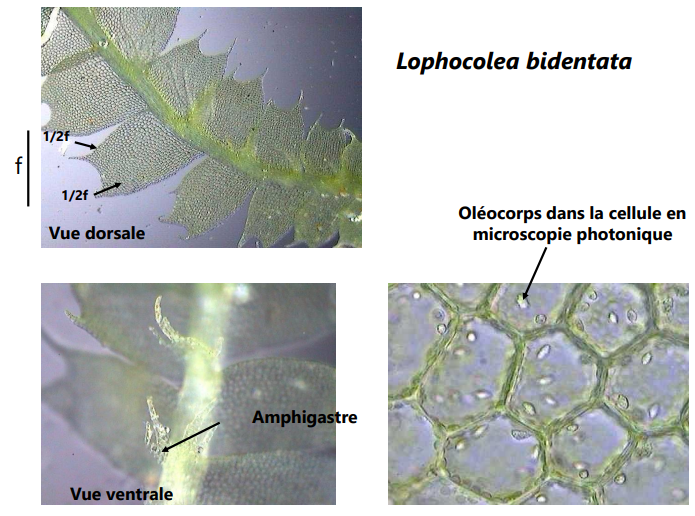 Lophocolea bidentata
1/2f
f
1/2f
Vue dorsale
Oléocorps dans la cellule en
microscopie photonique
Amphigastre
Vue ventrale